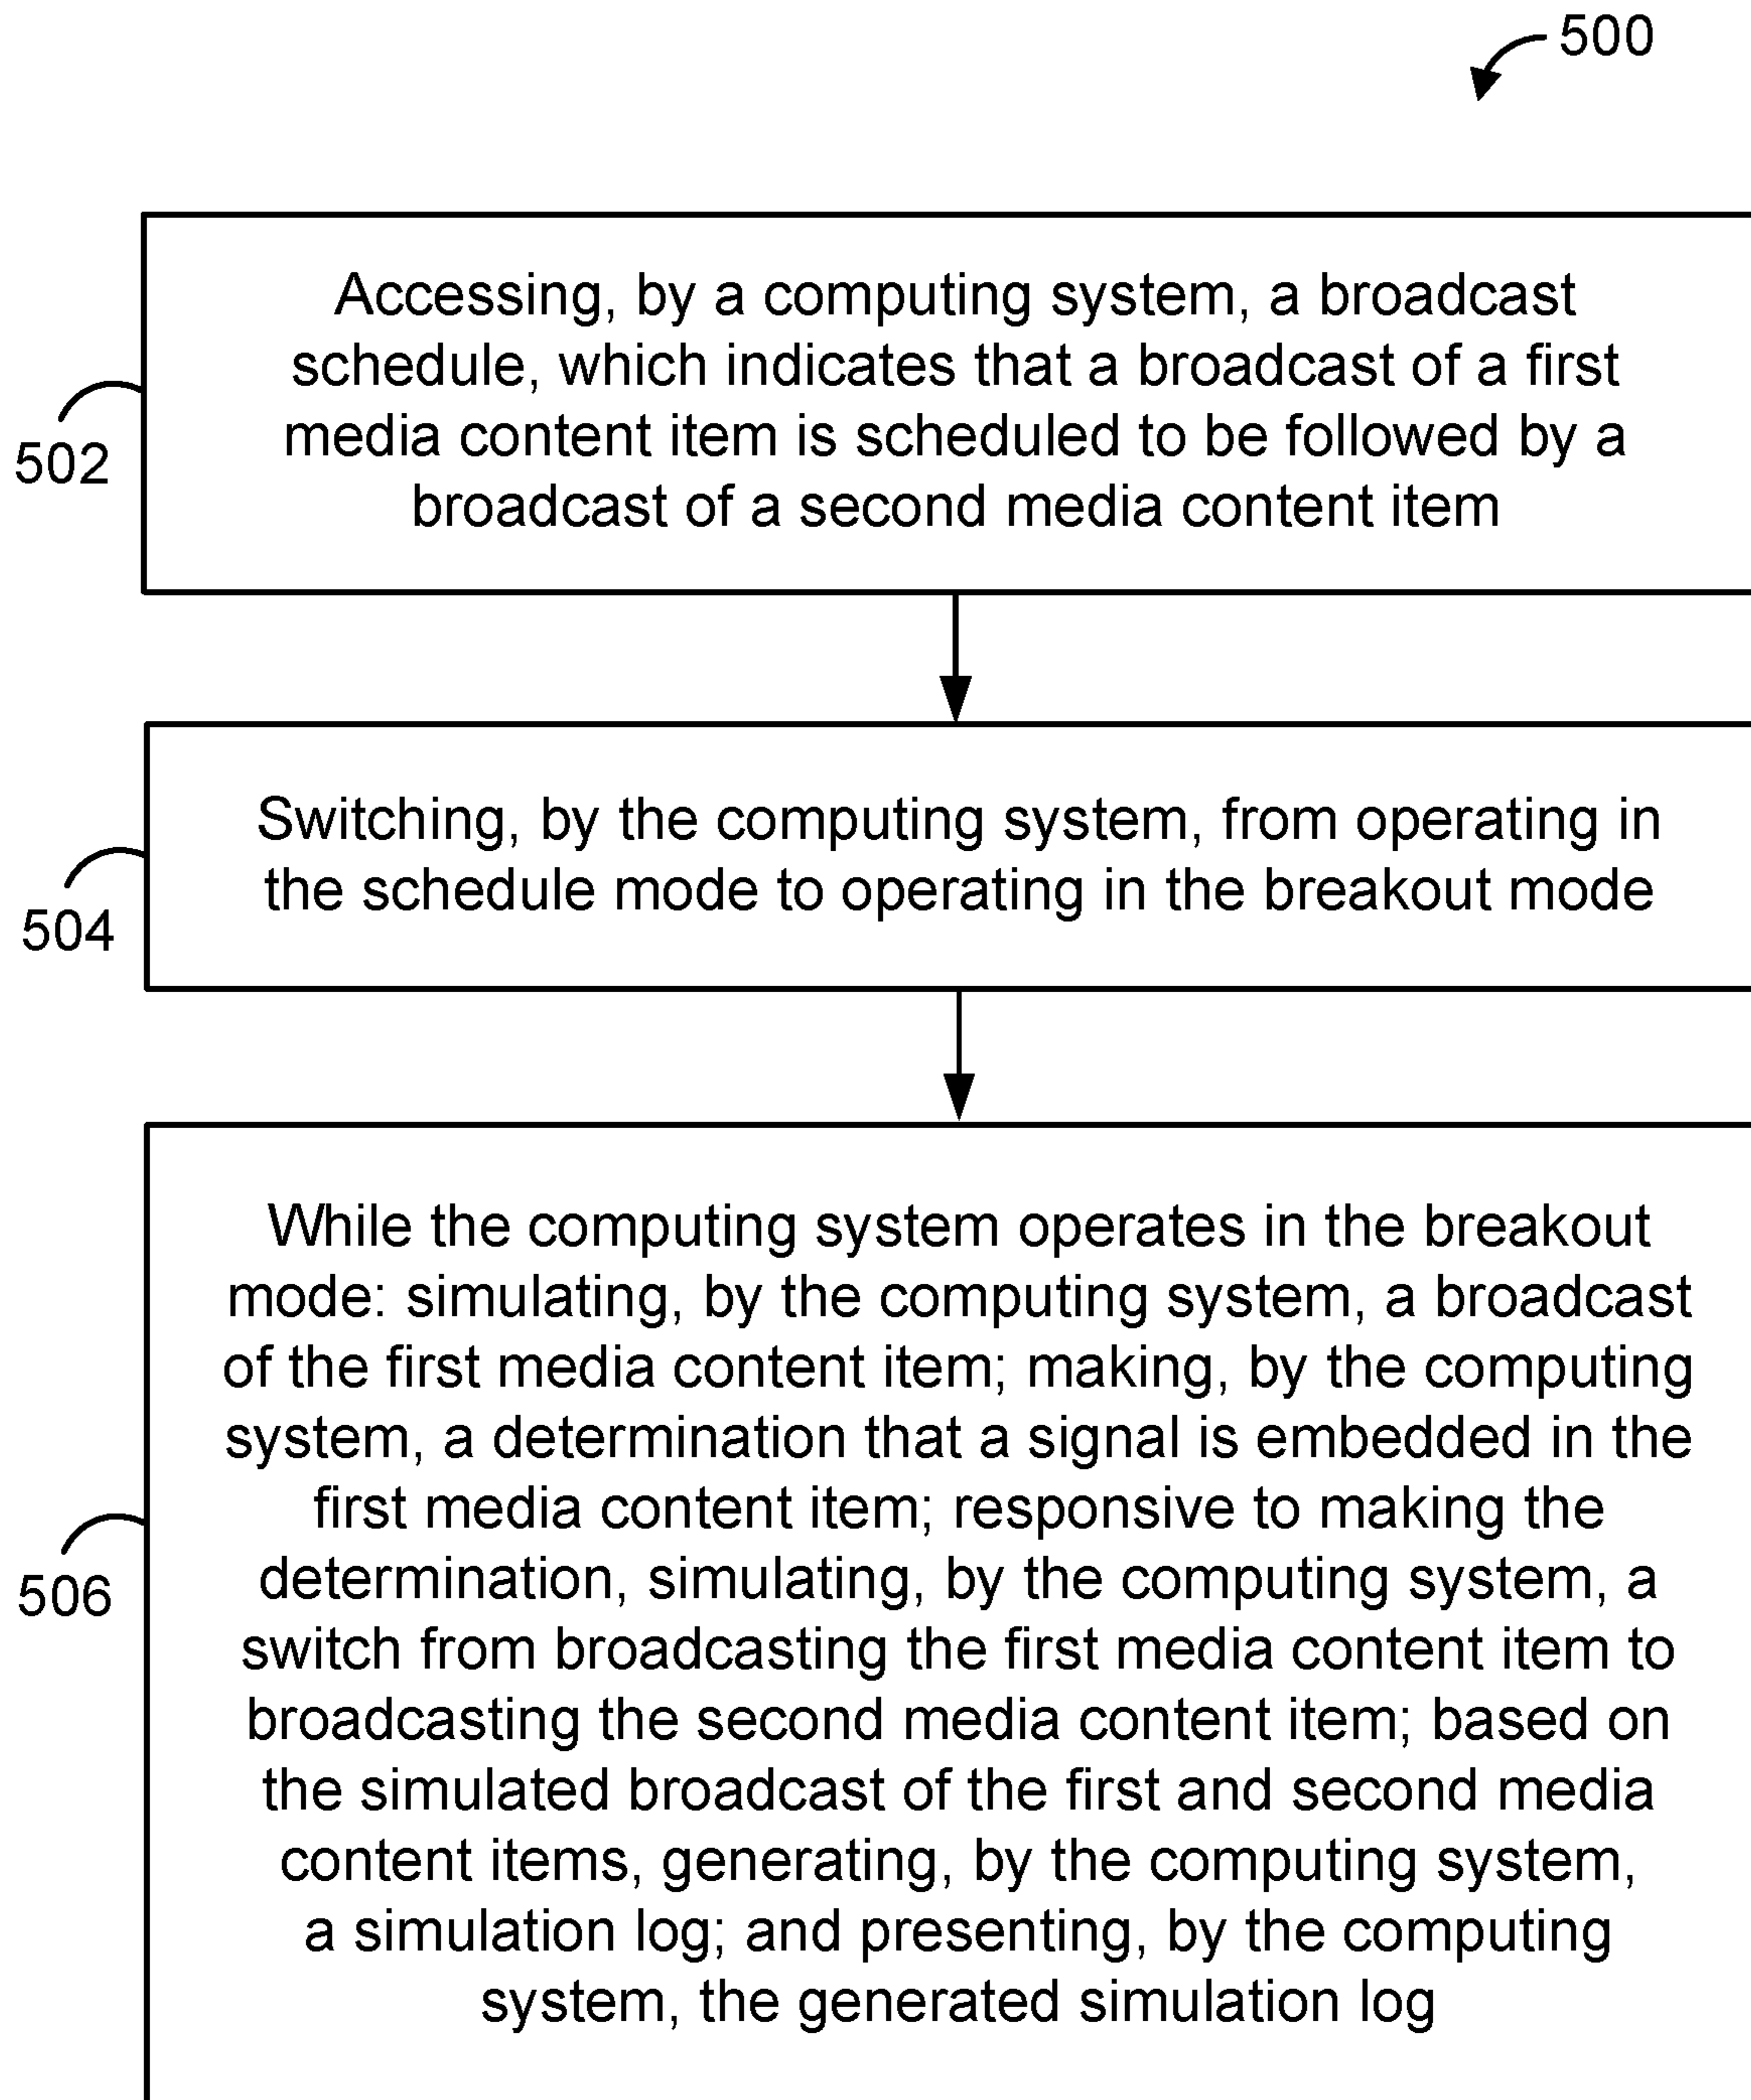 500
Accessing, by a computing system, a broadcast
schedule, which indicates that a broadcast of a first
media content item is scheduled to be followed by a
broadcast of a second media content item
502
Switching, by the computing system, from operating in
the schedule mode to operating in the breakout mode
504
While the computing system operates in the breakout
mode: simulating, by the computing system, a broadcast
of the first media content item; making, by the computing
system, a determination that a signal is embedded in the
first media content item; responsive to making the
determination, simulating, by the computing system, a
switch from broadcasting the first media content item to
broadcasting the second media content item; based on
the simulated broadcast of the first and second media
content items, generating, by the computing system,
a simulation log; and presenting, by the computing
system, the generated simulation log
506